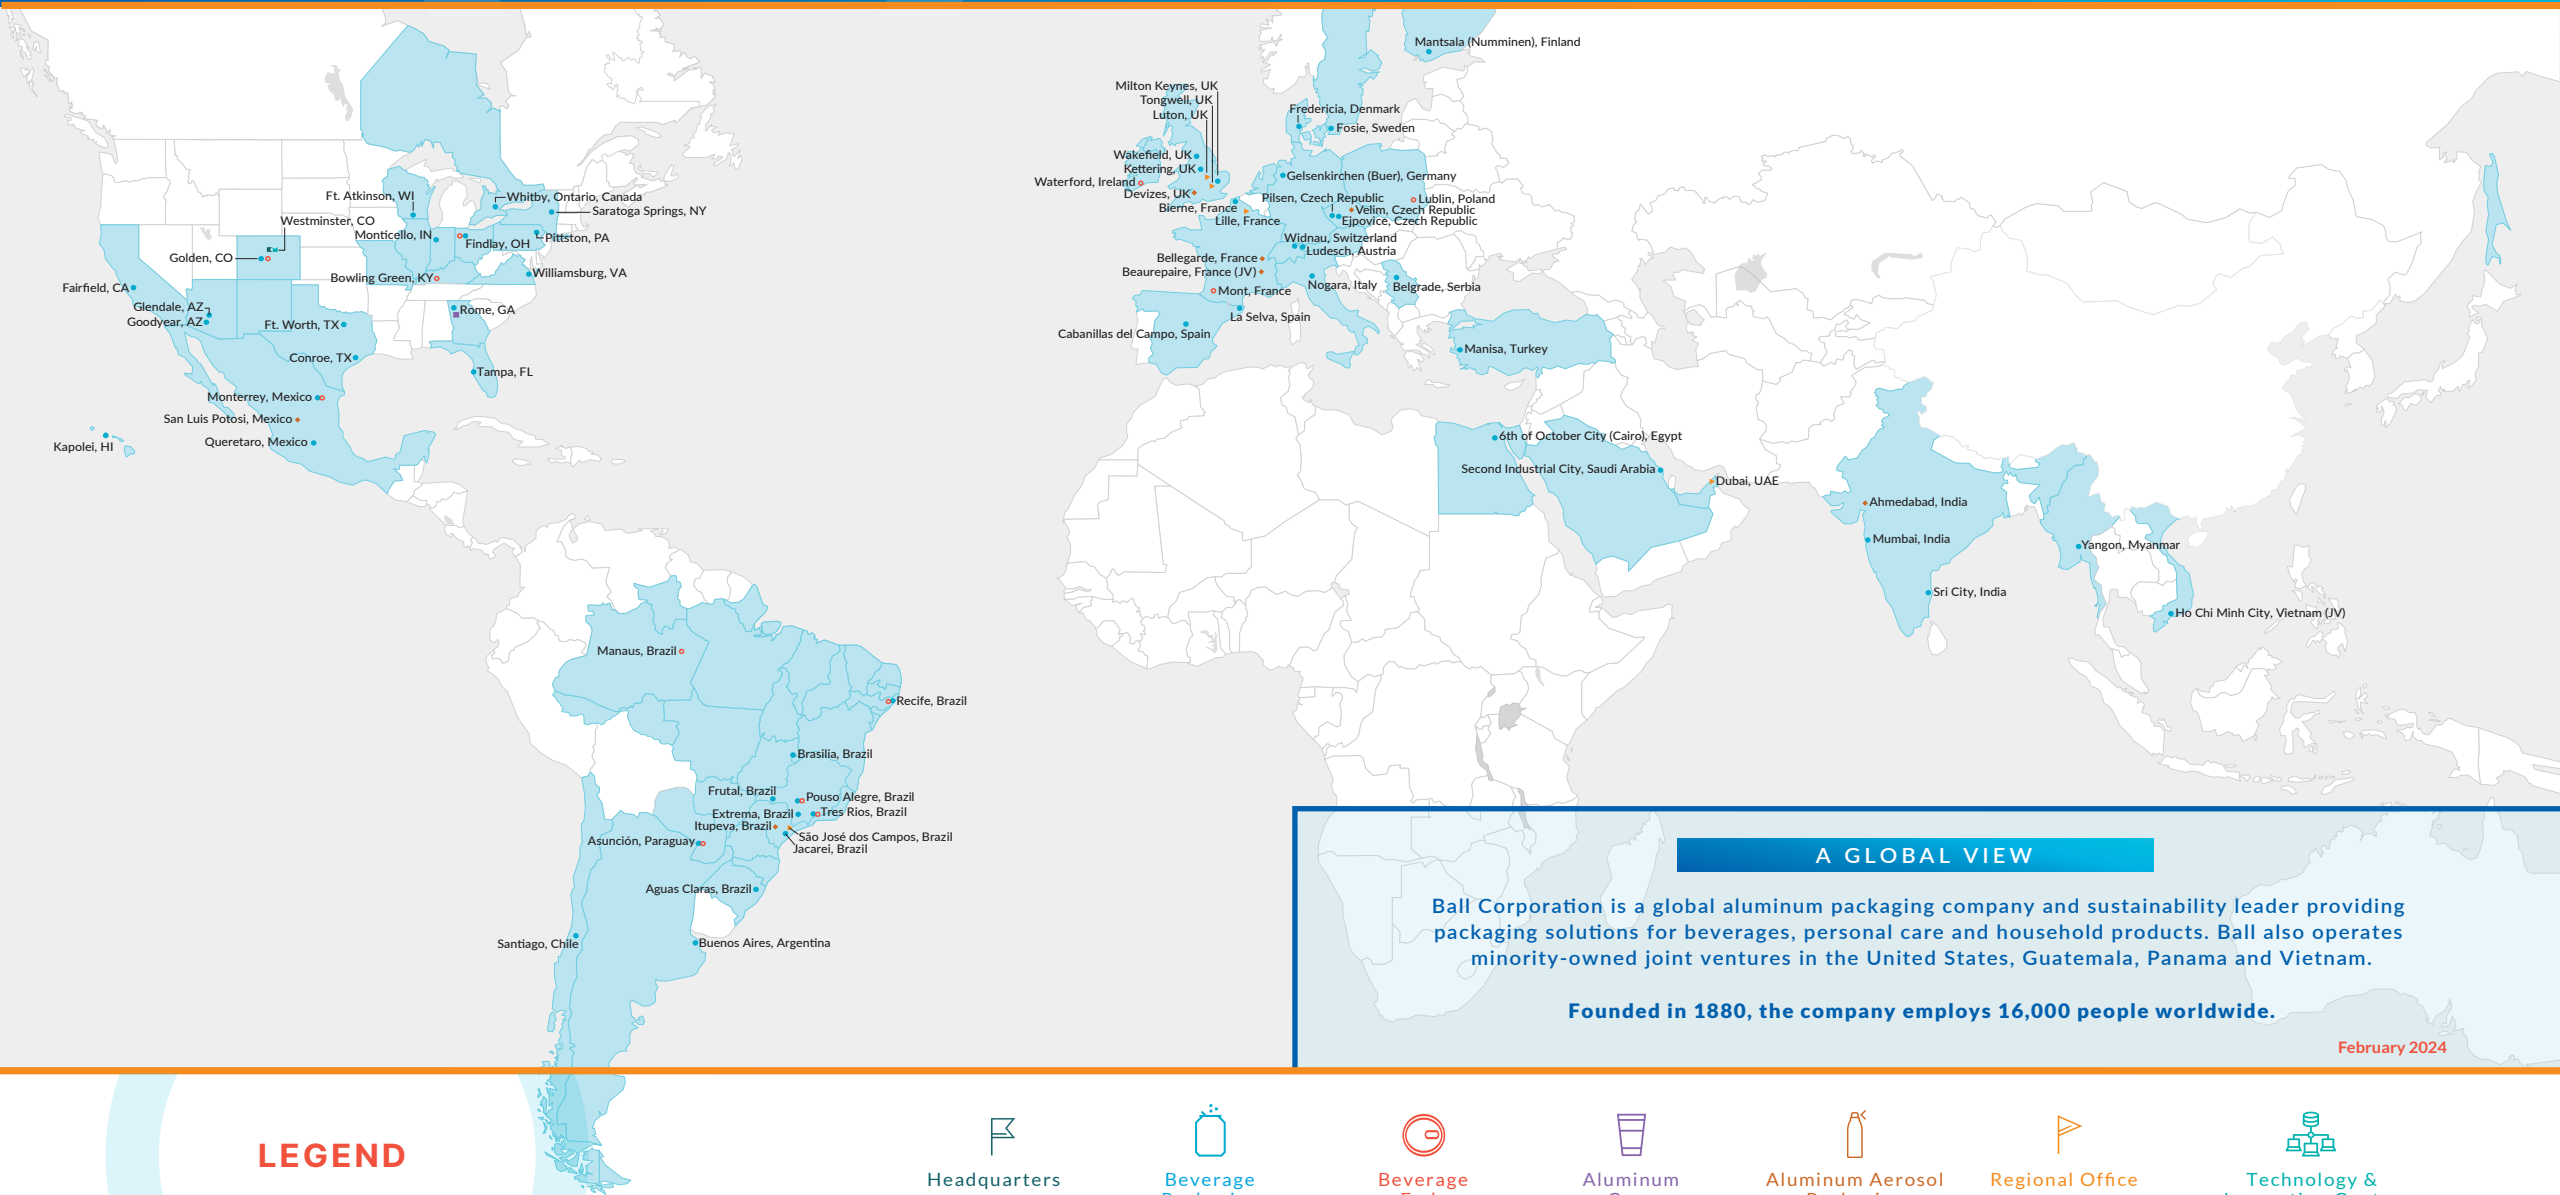 Mantsala (Numminen), Finland
Milton Keynes, UK
Tongwell, UK
Luton, UK
Fredericia, Denmark
Fosie, Sweden
Wakefield, UK
Kettering, UK
Waterford, Ireland
Devizes, UK
Gelsenkirchen (Buer), Germany
Bierne, France
Lille, France
Pilsen, Czech Republic
Lublin, Poland
Velim, Czech Republic
Ejpovice, Czech Republic
Widnau, Switzerland
Ludesch, Austria
Bellegarde, France
Beaurepaire, France (JV)
Mont, France
Nogara, Italy
Belgrade, Serbia
La Selva, Spain
Cabanillas del Campo, Spain
Manisa, Turkey
Ft. Atkinson, WI
Whitby, Ontario, Canada
Saratoga Springs, NY
Westminster, CO
Monticello, IN
Findlay, OH
Pittston, PA
Golden, CO
Bowling Green, KY
Williamsburg, VA
Fairfield, CA
Glendale, AZ
Goodyear, AZ
Ft. Worth, TX
Rome, GA
Conroe, TX
Tampa, FL
Monterrey, Mexico
San Luis Potosi, Mexico
Queretaro, Mexico
Kapolei, HI
6th of October City (Cairo), Egypt
Second Industrial City, Saudi Arabia
Dubai, UAE
Ahmedabad, India
Mumbai, India
Sri City, India
Yangon, Myanmar
Ho Chi Minh City, Vietnam (JV)
Manaus, Brazil
Recife, Brazil
Brasilia, Brazil
Frutal, Brazil
Pouso Alegre, Brazil
Extrema, Brazil
Tres Rios, Brazil
Itupeva, Brazil
São José dos Campos, Brazil
Jacarei, Brazil
Asunción, Paraguay
Aguas Claras, Brazil
Santiago, Chile
Buenos Aires, Argentina
A GLOBAL VIEW
Ball Corporation is a global aluminum packaging company and sustainability leader providing
packaging solutions for beverages, personal care and household products. Ball also operates
minority-owned joint ventures in the United States, Guatemala, Panama and Vietnam.
Founded in 1880, the company employs 16,000 people worldwide.
February 2024
LEGEND
Headquarters
Beverage
Beverage
Aluminum
Aluminum Aerosol
Regional Office
Technology &